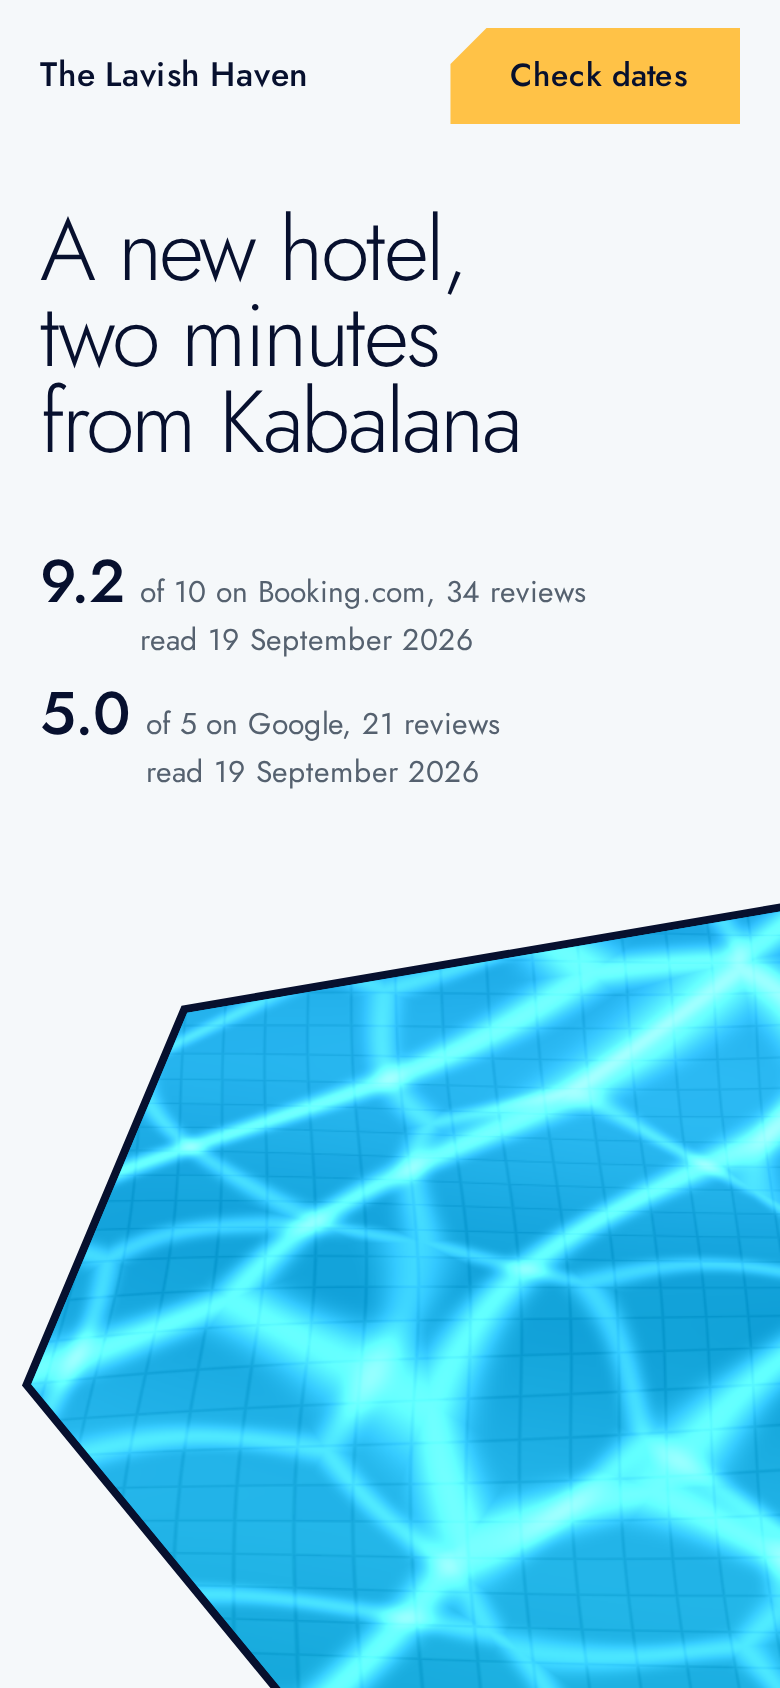 The Lavish Haven
Check dates
A new hotel,
two minutes
from Kabalana
9.2 of 10 on Booking.com, 34 reviews
read 19 September 2026
5.0 of 5 on Google, 21 reviews
read 19 September 2026